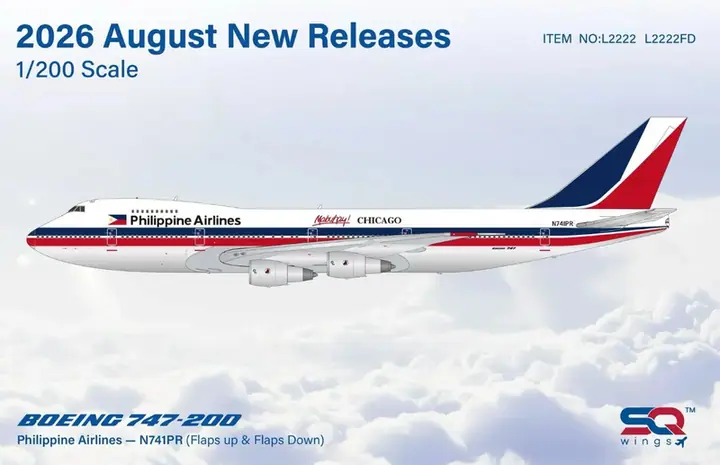 2026 August New Releases
ITEM NO:L2222 L2222FD
1/200 Scale
Philippine Airlines
Mabuhay! CHICAGO
N741PR
BOEING 747-200
Philippine Airlines — N741PR (Flaps up & Flaps Down)
SQ™
wings